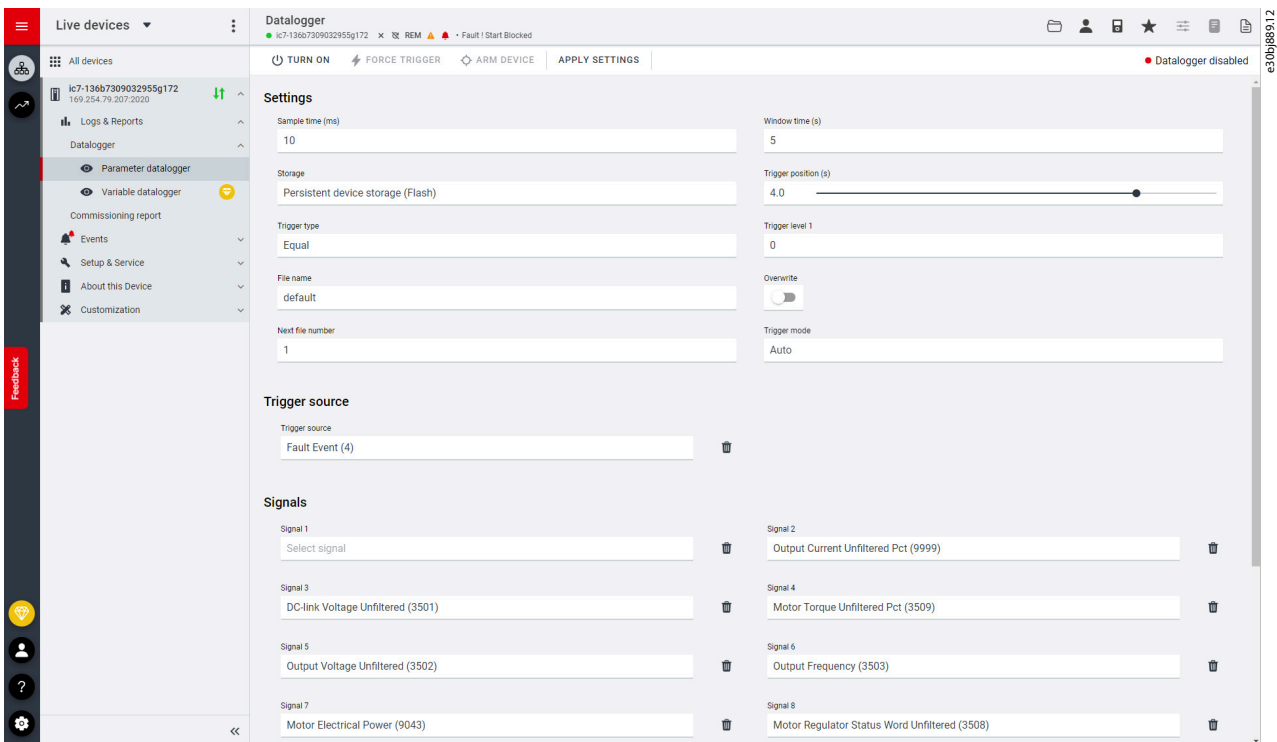 Live devices
Datalogger
ic7-136b7309032955g172 REM • Fault ! Start Blocked
e30bj889.12
All devices
TURN ON FORCE TRIGGER ARM DEVICE APPLY SETTINGS Datalogger disabled
ic7-136b7309032955g172
169.254.79.207:2020
Logs & Reports
Datalogger
Parameter datalogger
Variable datalogger
Commissioning report
Events
Setup & Service
About this Device
Customization
Feedback
Settings
Sample time (ms) Window time (s)
10 5
Storage Trigger position (s)
Persistent device storage (Flash) 4.0
Trigger type Trigger level 1
Equal 0
File name Overwrite
default
Next file number Trigger mode
1 Auto
Trigger source
Trigger source
Fault Event (4)
Signals
Signal 1 Signal 2
Select signal Output Current Unfiltered Pct (9999)
Signal 3 Signal 4
DC-link Voltage Unfiltered (3501) Motor Torque Unfiltered Pct (3509)
Signal 5 Signal 6
Output Voltage Unfiltered (3502) Output Frequency (3503)
Signal 7 Signal 8
Motor Electrical Power (9043) Motor Regulator Status Word Unfiltered (3508)